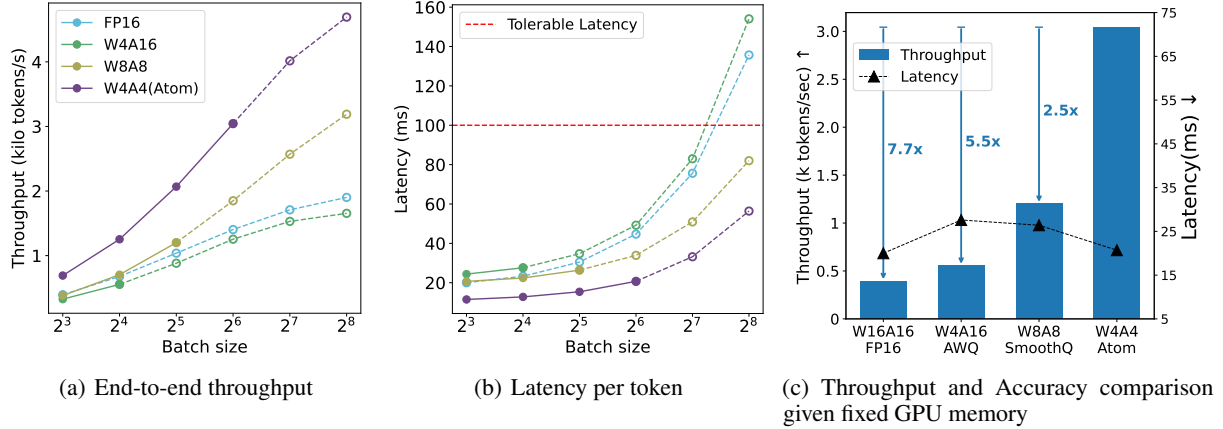 FP16
W4A16
W8A8
W4A4(Atom)
4
3
2
1
Throughput (kilo tokens/s)
2^3 2^4 2^5 2^6 2^7 2^8
Batch size
(a) End-to-end throughput
Tolerable Latency
160
140
120
100
80
60
40
20
Latency (ms)
2^3 2^4 2^5 2^6 2^7 2^8
Batch size
(b) Latency per token
Throughput
Latency
3.0
2.5
2.0
1.5
1
0.5
0.0
Throughput (k tokens/sec) ↑
7.7x
5.5x
2.5x
75
65
55
45
35
25
15
5
Latency(ms) ↓
W16A16 W4A16 W8A8 W4A4
FP16 AWQ SmoothQ Atom
(c) Throughput and Accuracy comparison
given fixed GPU memory